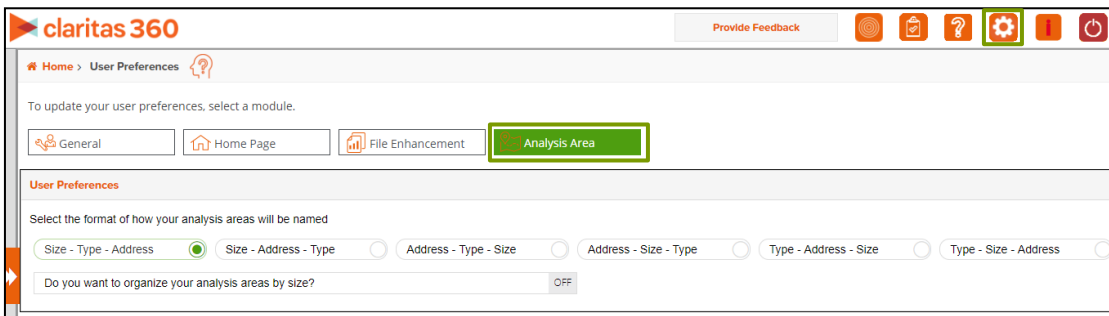 claritas 360
Provide Feedback
?
i
Home > User Preferences
To update your user preferences, select a module.
General
Home Page
File Enhancement
Analysis Area
User Preferences
Select the format of how your analysis areas will be named
Size - Type - Address
Size - Address - Type
Address - Type - Size
Address - Size - Type
Type - Address - Size
Type - Size - Address
Do you want to organize your analysis areas by size?
OFF